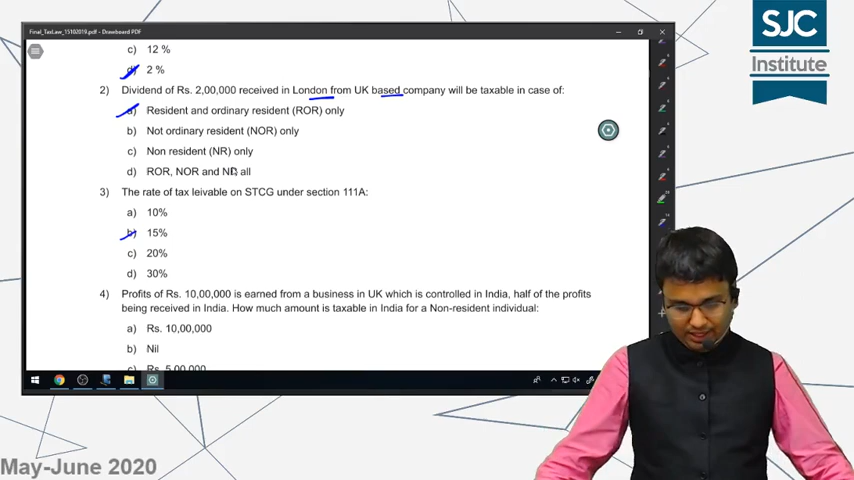 Final_TaxLaw_15102019.pdf - Drawboard PDF
SJC
Institute
c) 12 %
d) 2 %
2) Dividend of Rs. 2,00,000 received in London from UK based company will be taxable in case of:
a) Resident and ordinary resident (ROR) only
b) Not ordinary resident (NOR) only
c) Non resident (NR) only
d) ROR, NOR and NR all
3) The rate of tax leivable on STCG under section 111A:
a) 10%
b) 15%
c) 20%
d) 30%
4) Profits of Rs. 10,00,000 is earned from a business in UK which is controlled in India, half of the profits
being received in India. How much amount is taxable in India for a Non-resident individual:
a) Rs. 10,00,000
b) Nil
c) Rs. 5,00,000
May-June 2020